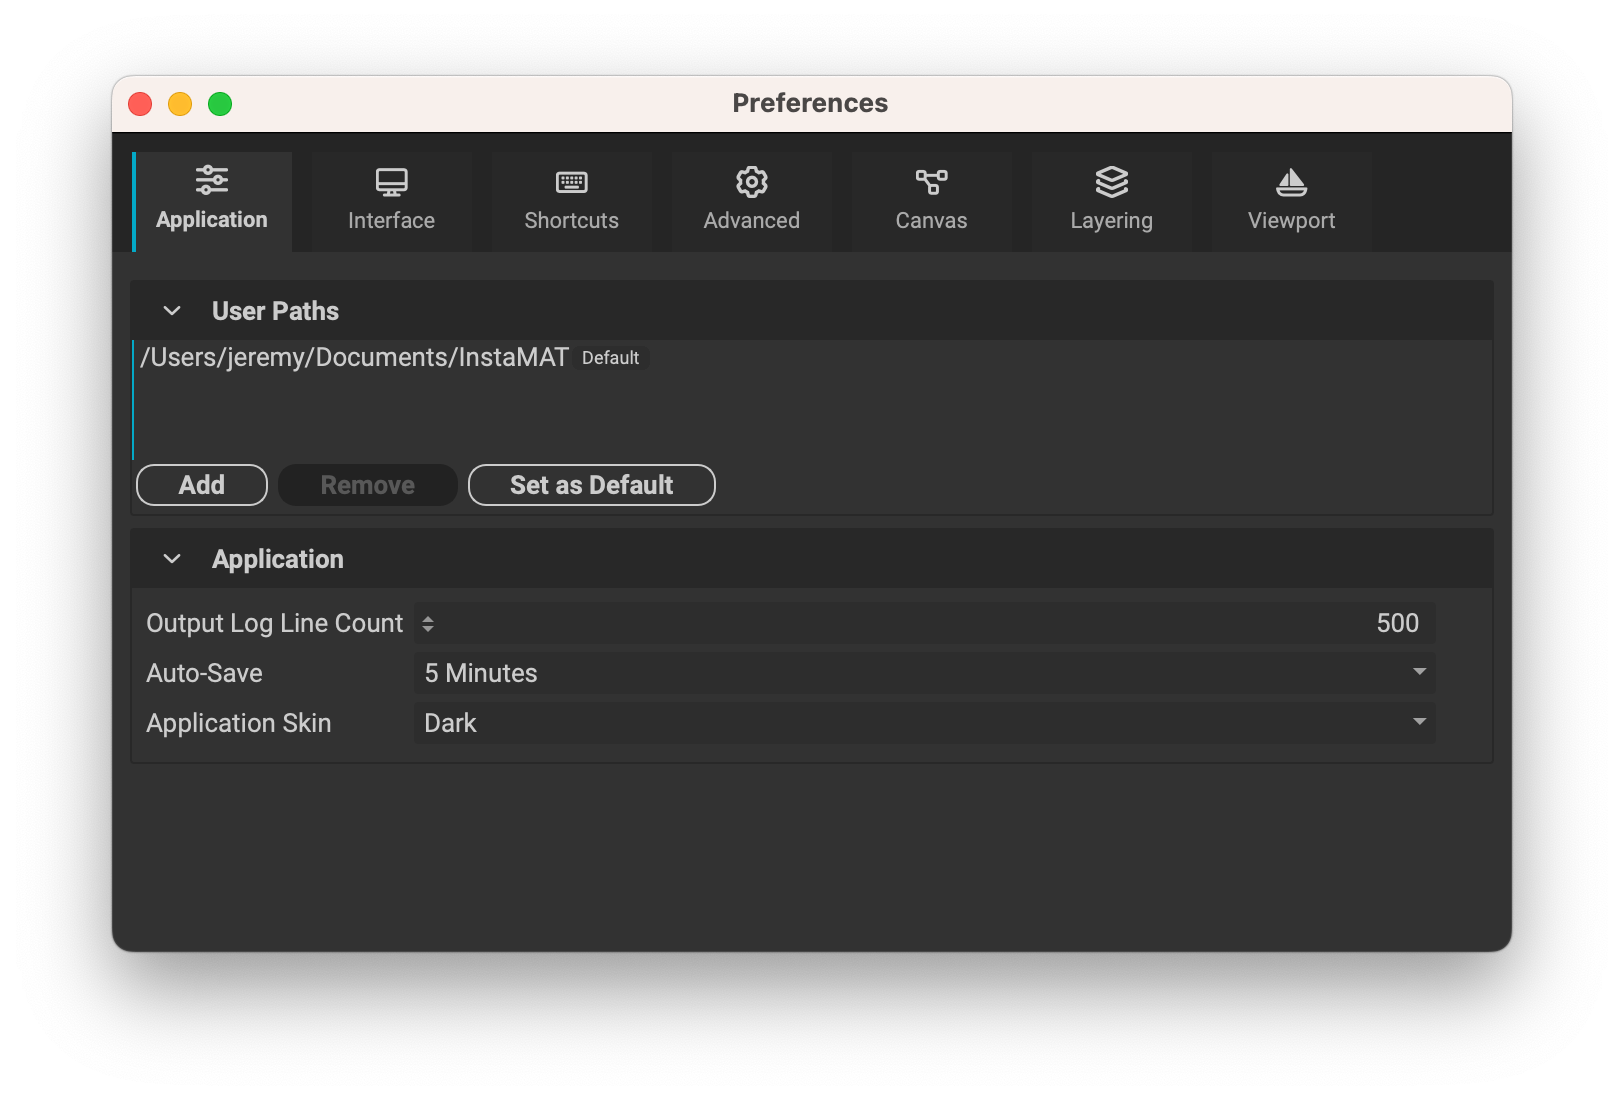 Preferences
Application Interface Shortcuts Advanced Canvas Layering Viewport
User Paths
/Users/jeremy/Documents/InstaMAT Default
Add Remove Set as Default
Application
Output Log Line Count 500
Auto-Save 5 Minutes
Application Skin Dark